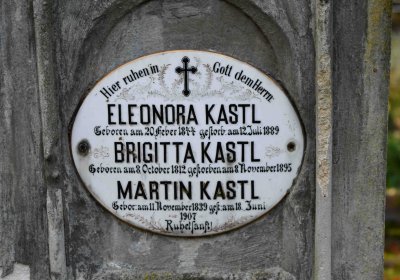 Hier ruhen in Gott dem Herrn:
ELEONORA KASTL
Geboren am 20. Feber 1844 gestorb am 12. Juli 1889
BRIGITTA KASTL
Geboren am 8. October 1812 gestorben am 8 November 1895
MARTIN KASTL
Gebor: am 11. November 1839 gest: am 18. Juni
1907
Ruhet sanft!